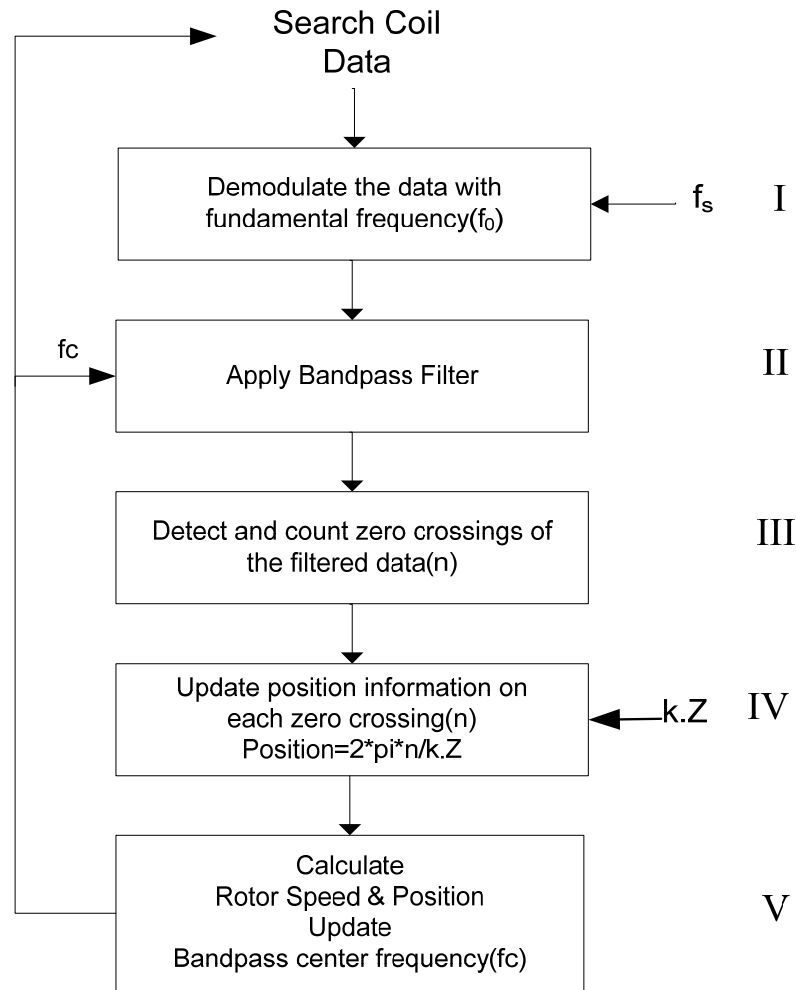 Search Coil
Data
Demodulate the data with
fundamental frequency(f₀)
fₛ
I
fc
Apply Bandpass Filter
II
Detect and count zero crossings of
the filtered data(n)
III
Update position information on
each zero crossing(n)
Position=2*pi*n/k.Z
k.Z
IV
Calculate
Rotor Speed & Position
Update
Bandpass center frequency(fc)
V